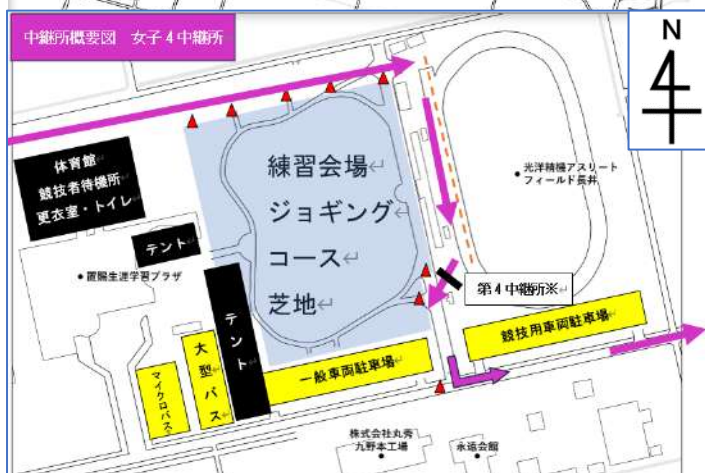 中継所概要図　女子４中継所
N
体育館
競技者待機所
更衣室・トイレ
テント
置賜生涯学習プラザ
練習会場
ジョギング
コース
芝地
光洋精機アスリート
フィールド長井
第４中継所※
テント
大型バス
マイクロバス
一般車両駐車場
競技用車両駐車場
株式会社丸秀
九野本工場
永遠会館